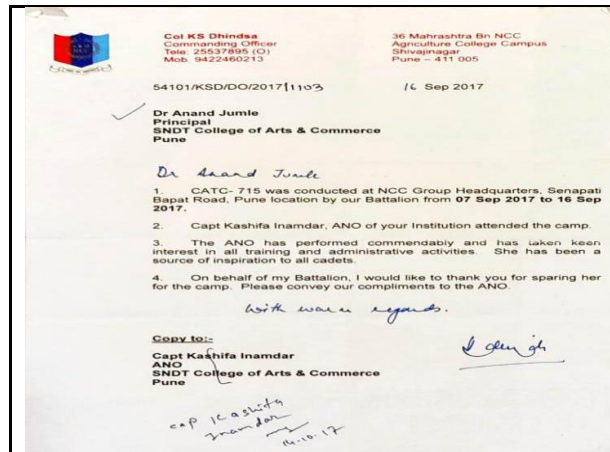 NCC
Col KS Dhindsa
Commanding Officer
Tele 25537895 (O)
Mob 9422460213
36 Mahrashtra Bn NCC
Agriculture College Campus
Shivajinagar
Pune – 411 005
54101/KSD/DO/2017/1103
16 Sep 2017
Dr Anand Jumle
Principal
SNDT College of Arts & Commerce
Pune
Dr Anand Jumle
1. CATC- 715 was conducted at NCC Group Headquarters, Senapati
Bapat Road, Pune location by our Battalion from 07 Sep 2017 to 16 Sep
2017.
2. Capt Kashifa Inamdar, ANO of your Institution attended the camp.
3. The ANO has performed commendably and has taken keen
interest in all training and administrative activities. She has been a
source of inspiration to all cadets.
4. On behalf of my Battalion, I would like to thank you for sparing her
for the camp. Please convey our compliments to the ANO.
With warm regards.
Copy to:-
Capt Kashifa Inamdar
ANO
SNDT College of Arts & Commerce
Pune
Cap Kashifa
Inamdar
14.10.17